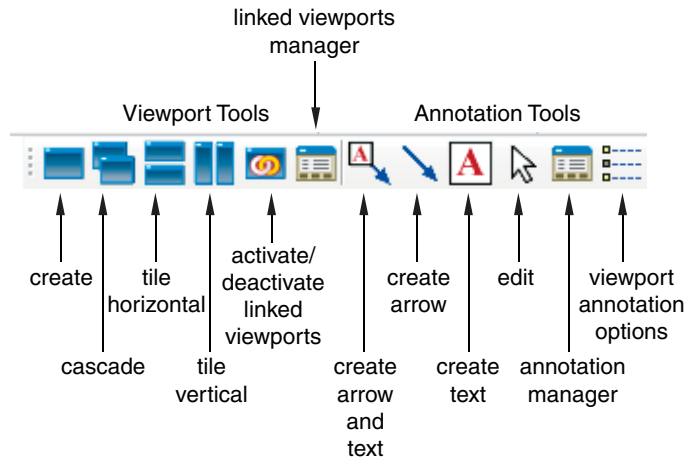 linked viewports
manager
Viewport Tools
Annotation Tools
A
A
create
tile
horizontal
activate/
deactivate
linked
viewports
create
arrow
edit
viewport
annotation
options
cascade
tile
vertical
create
arrow
and
text
create
text
annotation
manager